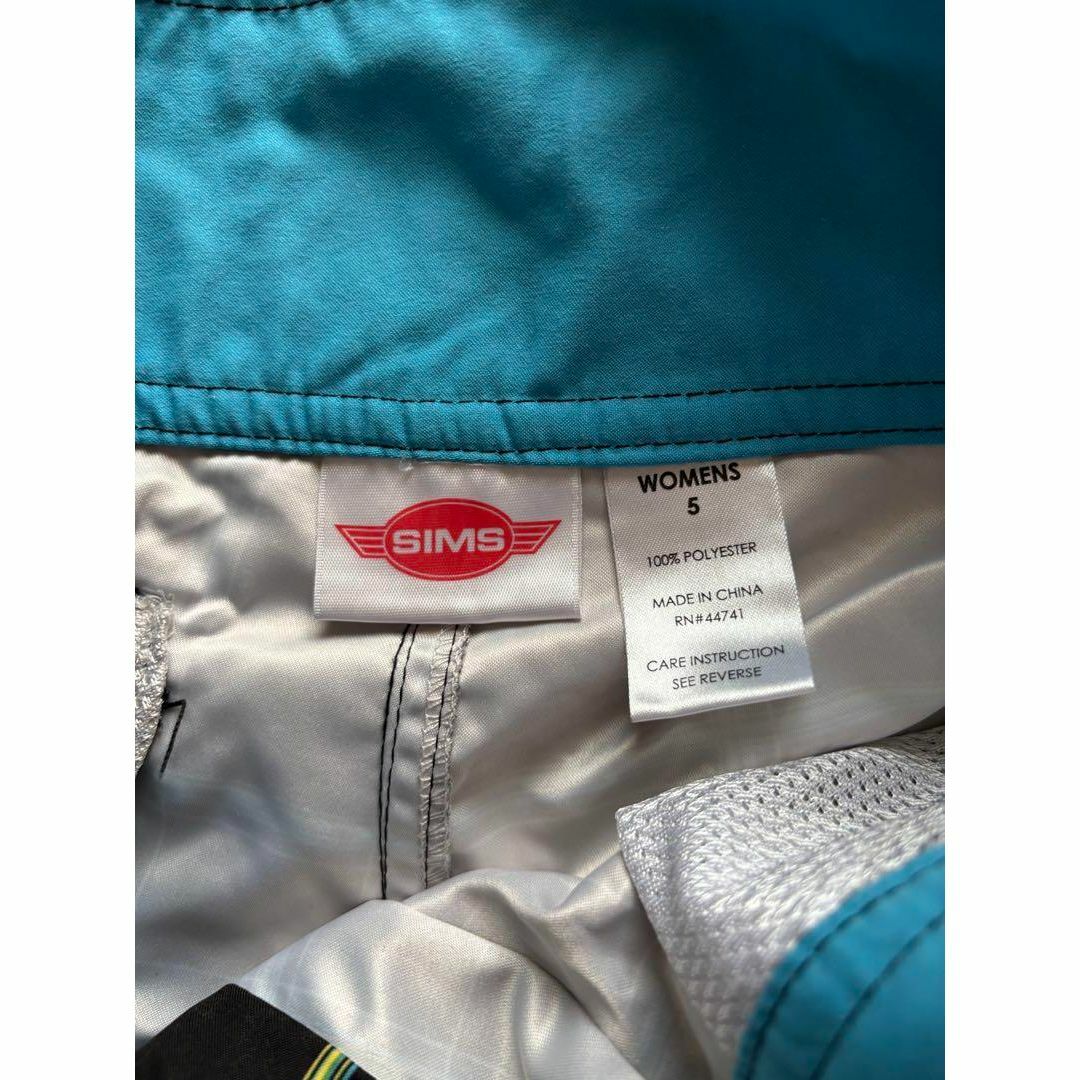 SIMS
WOMENS
5
100% POLYESTER
MADE IN CHINA
RN#44741
CARE INSTRUCTION
SEE REVERSE